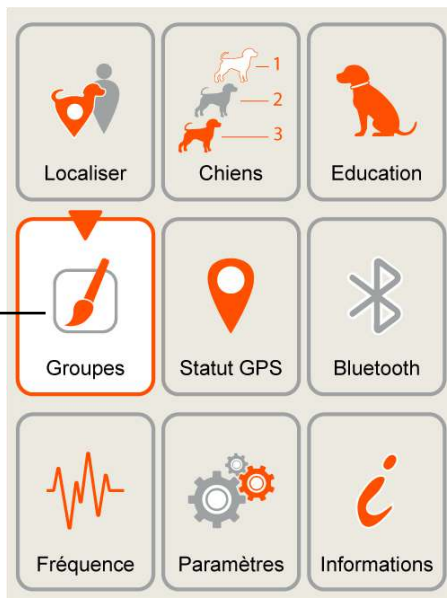 1
2
3
Localiser Chiens Education
Groupes Statut GPS Bluetooth
Fréquence Paramètres Informations